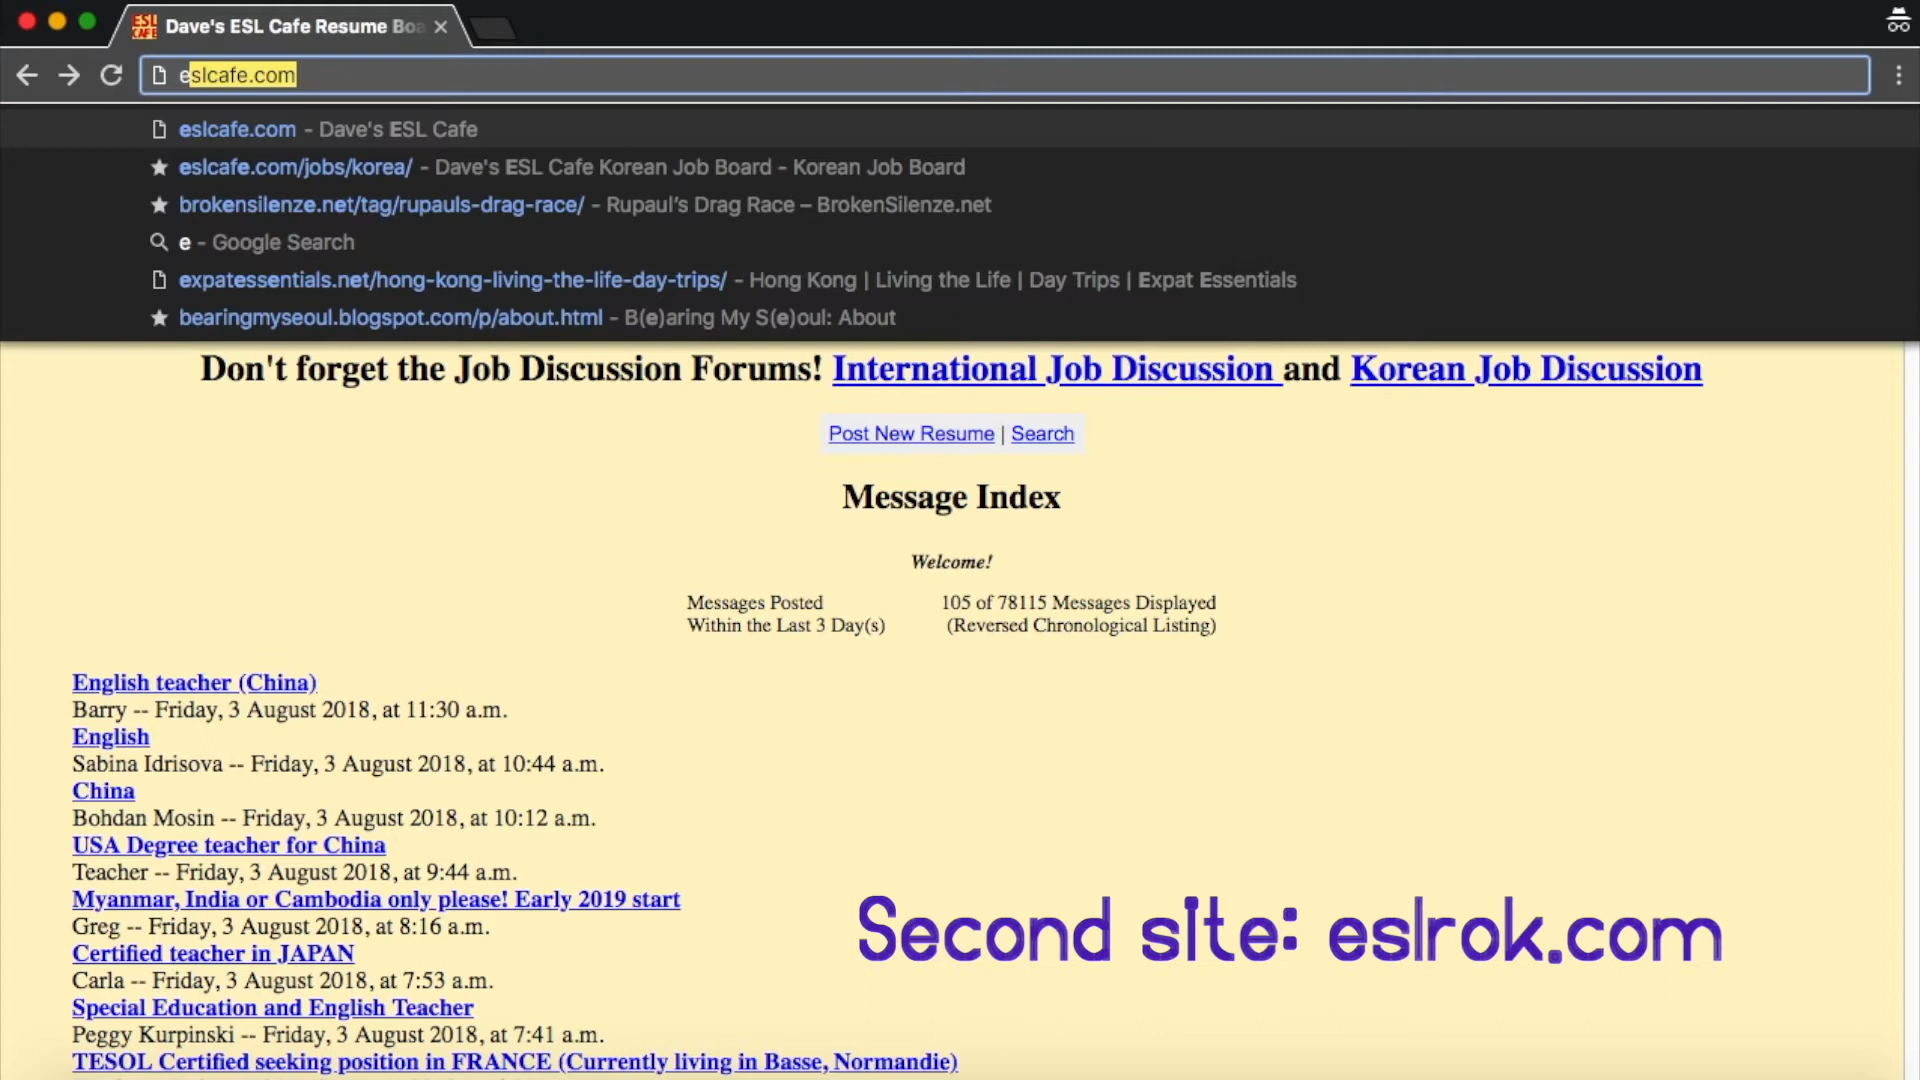 ESL CAFE Dave's ESL Cafe Resume Boa
eslcafe.com
eslcafe.com - Dave's ESL Cafe
eslcafe.com/jobs/korea/ - Dave's ESL Cafe Korean Job Board - Korean Job Board
brokensilenze.net/tag/rupauls-drag-race/ - Rupaul's Drag Race – BrokenSilenze.net
e - Google Search
expatessentials.net/hong-kong-living-the-life-day-trips/ - Hong Kong | Living the Life | Day Trips | Expat Essentials
bearingmyseoul.blogspot.com/p/about.html - B(e)aring My S(e)oul: About
Don't forget the Job Discussion Forums! International Job Discussion and Korean Job Discussion
Post New Resume | Search
Message Index
Welcome!
Messages Posted 105 of 78115 Messages Displayed
Within the Last 3 Day(s) (Reversed Chronological Listing)
English teacher (China)
Barry -- Friday, 3 August 2018, at 11:30 a.m.
English
Sabina Idrisova -- Friday, 3 August 2018, at 10:44 a.m.
China
Bohdan Mosin -- Friday, 3 August 2018, at 10:12 a.m.
USA Degree teacher for China
Teacher -- Friday, 3 August 2018, at 9:44 a.m.
Myanmar, India or Cambodia only please! Early 2019 start
Greg -- Friday, 3 August 2018, at 8:16 a.m.
Certified teacher in JAPAN
Carla -- Friday, 3 August 2018, at 7:53 a.m.
Special Education and English Teacher
Peggy Kurpinski -- Friday, 3 August 2018, at 7:41 a.m.
TESOL Certified seeking position in FRANCE (Currently living in Basse, Normandie)
Second site: eslrok.com